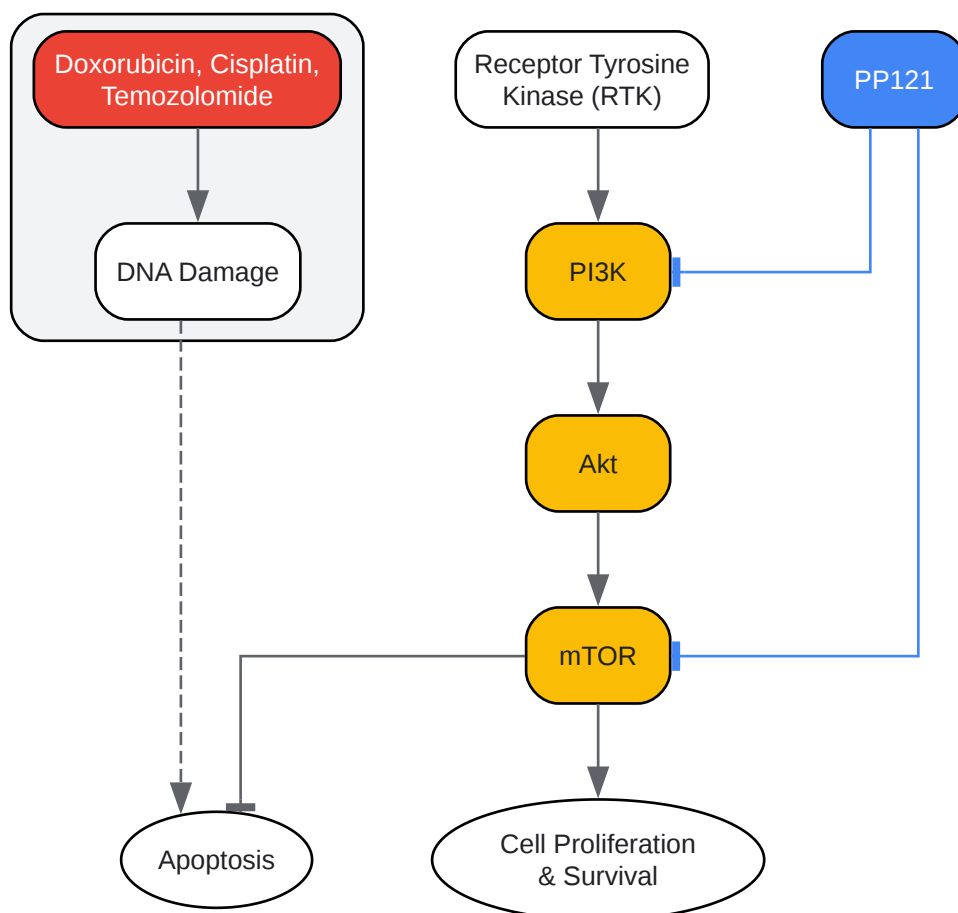 Doxorubicin, Cisplatin,
Temozolomide
Receptor Tyrosine
Kinase (RTK)
PP121
DNA Damage
PI3K
Akt
mTOR
Apoptosis
Cell Proliferation
& Survival